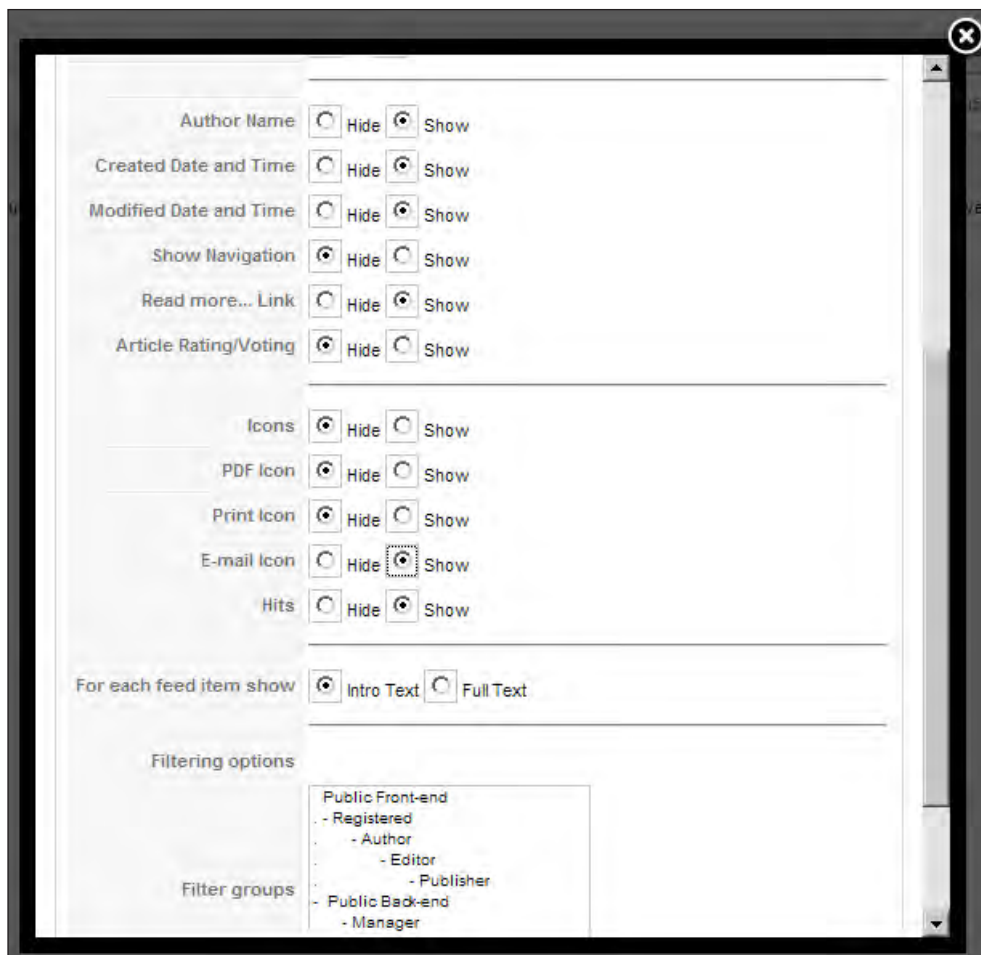 Author Name Hide Show
Created Date and Time Hide Show
Modified Date and Time Hide Show
Show Navigation Hide Show
Read more... Link Hide Show
Article Rating/Voting Hide Show
Icons Hide Show
PDF Icon Hide Show
Print Icon Hide Show
E-mail Icon Hide Show
Hits Hide Show
For each feed item show Intro Text Full Text
Filtering options
Public Front-end
. - Registered
. - Author
. - Editor
. - Publisher
Filter groups
- Public Back-end
- Manager